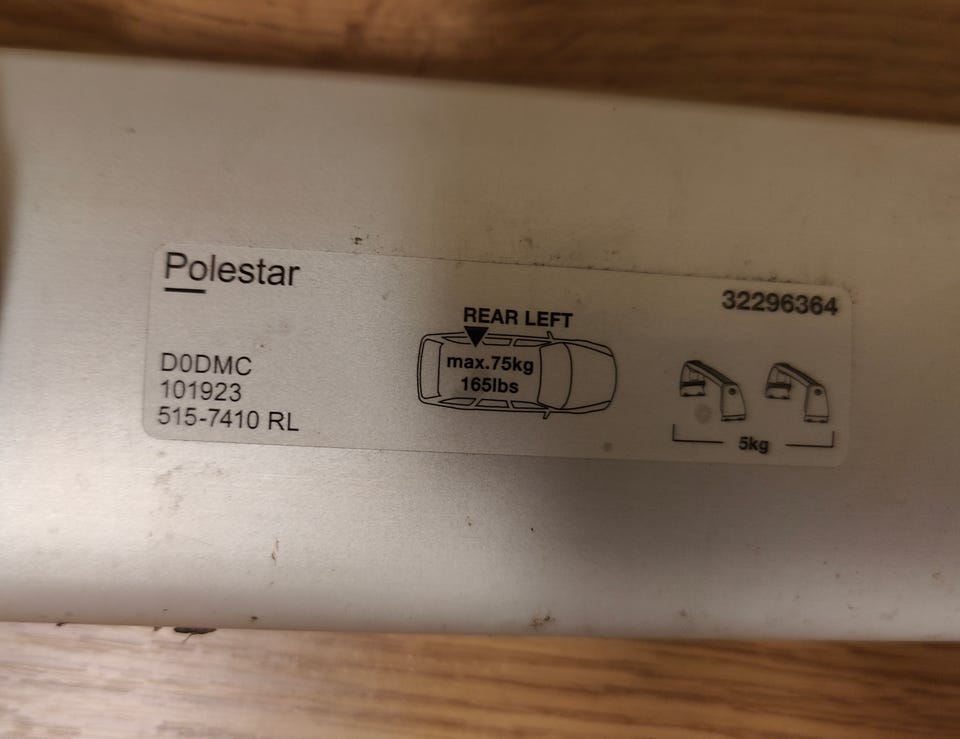 Polestar
32296364
REAR LEFT
max.75kg
165lbs
D0DMC
101923
515-7410 RL
5kg